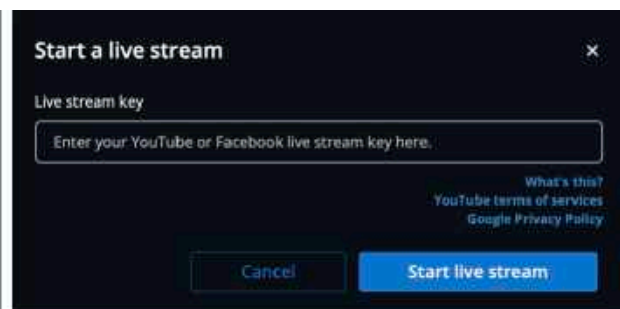 Start a live stream
×
Live stream key
Enter your YouTube or Facebook live stream key here.
What's this?
YouTube terms of services
Google Privacy Policy
Cancel
Start live stream